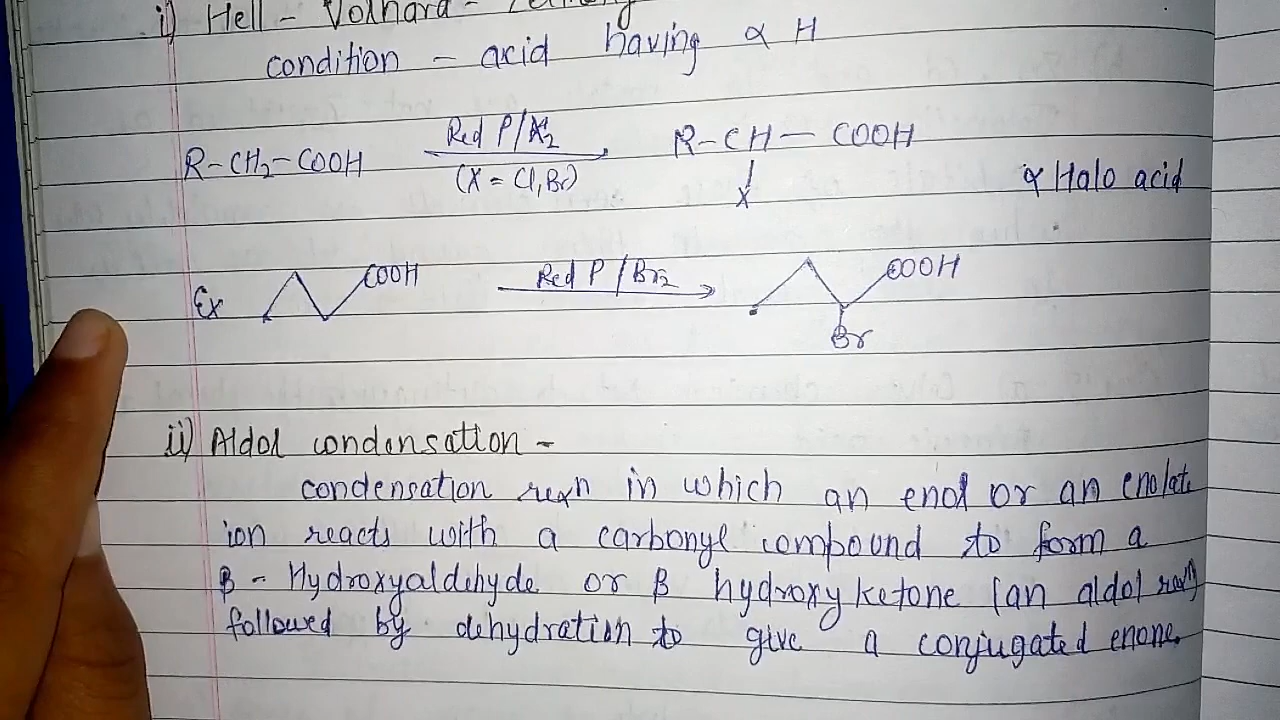 i) Hell - Volhard -
condition - acid having α H
R-CH2-COOH Red P/X2 (X = Cl, Br) R-CH-COOH
X
α Halo acid
Ex COOH Red P/Br2 COOH
Br
ii) Aldol condensation -
condensation rexn in which an enol or an enolate
ion reacts with a carbonyl compound to form a
β - Hydroxyaldehyde or β hydroxy ketone (an aldol rexn)
followed by dehydration to give a conjugated enone.